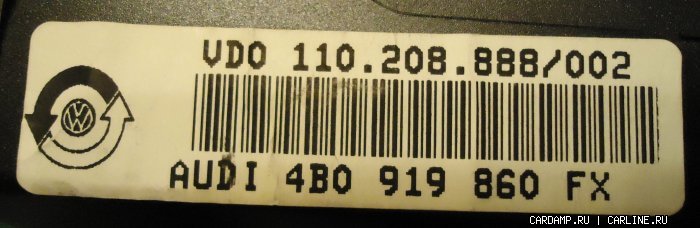 VDO 110.208.888/002
AUDI 4B0 919 860 FX
CARDAMP.RU | CARLINE.RU